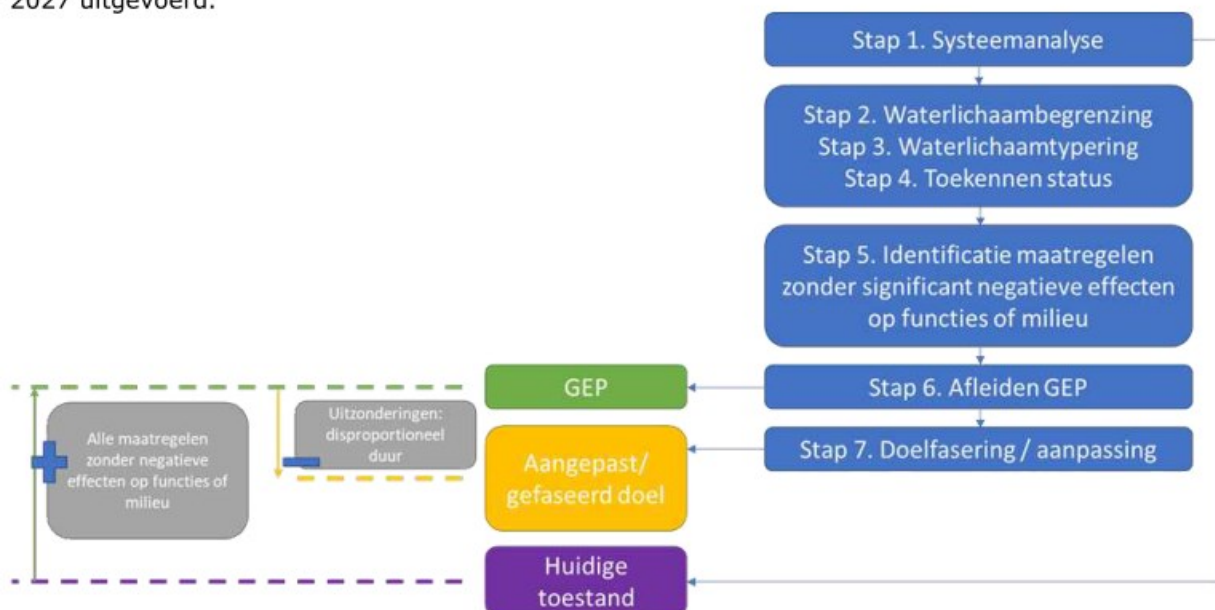 2027 uitgevoerd.
Stap 1. Systeemanalyse
Stap 2. Waterlichaambegrenzing
Stap 3. Waterlichaamtypering
Stap 4. Toekennen status
Stap 5. Identificatie maatregelen
zonder significant negatieve effecten
op functies of milieu
GEP
Stap 6. Afleiden GEP
Alle maatregelen
zonder negatieve
effecten op functies of
milieu
Uitzonderingen:
disproportioneel
duur
Aangepast/
gefaseerd doel
Stap 7. Doelfasering / aanpassing
Huidige
toestand